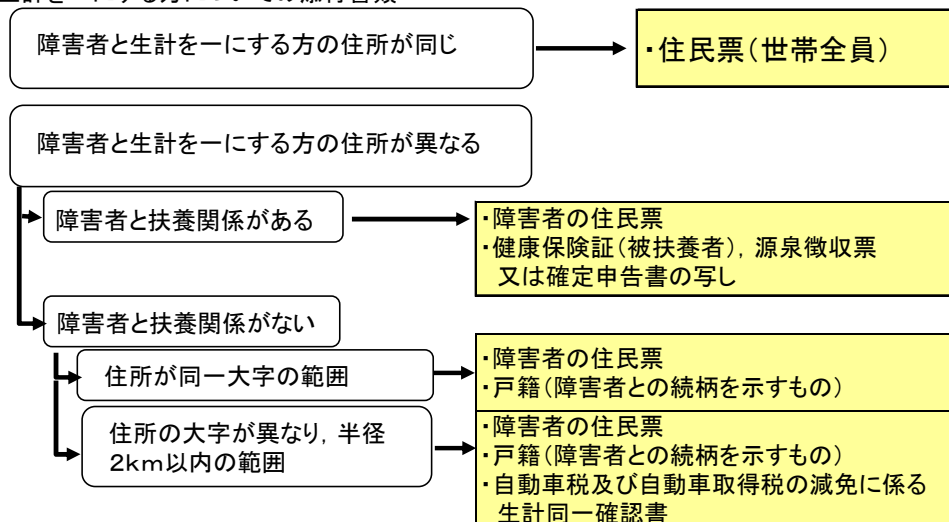 障害者と生計を一にする方の住所が同じ
・住民票(世帯全員)
障害者と生計を一にする方の住所が異なる
障害者と扶養関係がある
・障害者の住民票
・健康保険証(被扶養者),源泉徴収票
又は確定申告書の写し
障害者と扶養関係がない
住所が同一大字の範囲
・障害者の住民票
・戸籍(障害者との続柄を示すもの)
住所の大字が異なり,半径
2km以内の範囲
・障害者の住民票
・戸籍(障害者との続柄を示すもの)
・自動車税及び自動車取得税の減免に係る
生計同一確認書